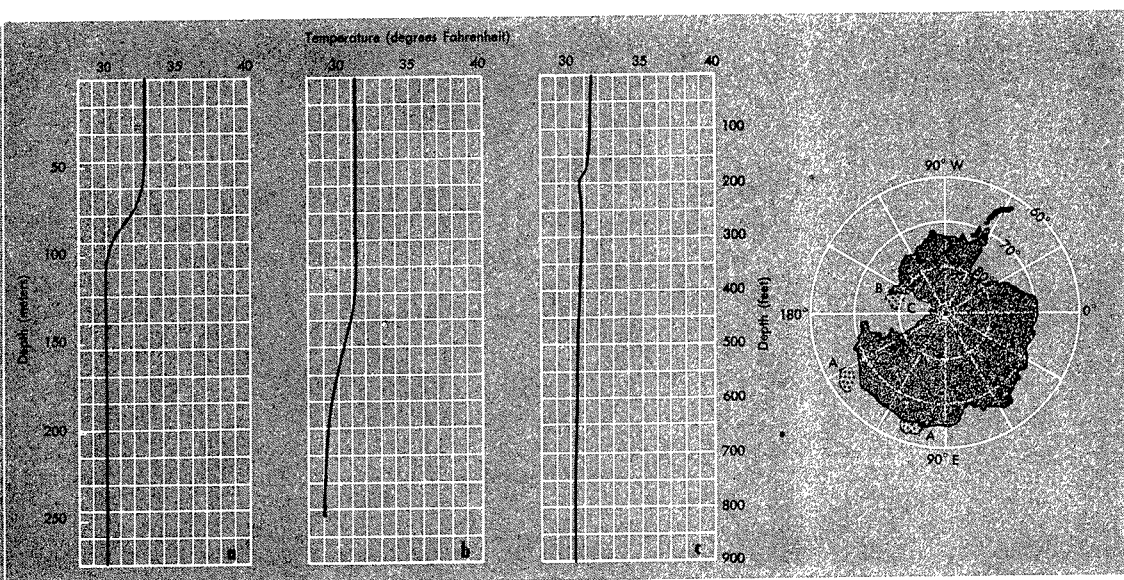 Temperature (degrees Fahrenheit)
30 35 40
30 35 40
30 35 40
Depth (meters)
50
100
150
200
250
a
b
c
100
200
300
400
500
600
700
800
900
Depth (feet)
90° W
60°
70°
80°
B
C
180°
0°
A
A
90° E